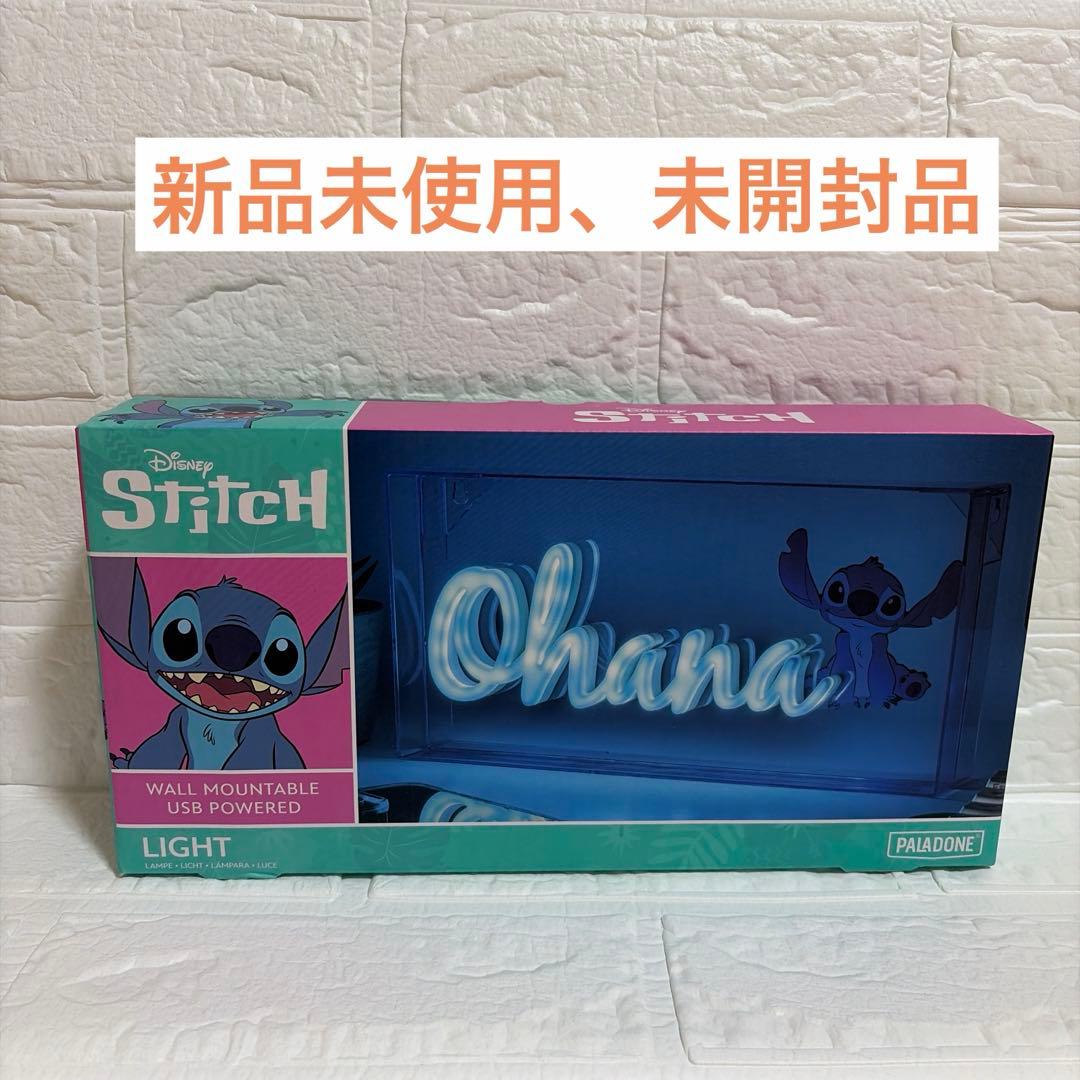 新品未使用、未開封品
Disney
STiTCH
Disney
STiTCH
Ohana
WALL MOUNTABLE
USB POWERED
LIGHT
LAMPE • LICHT • LÁMPARA • LUCE
PALADONE